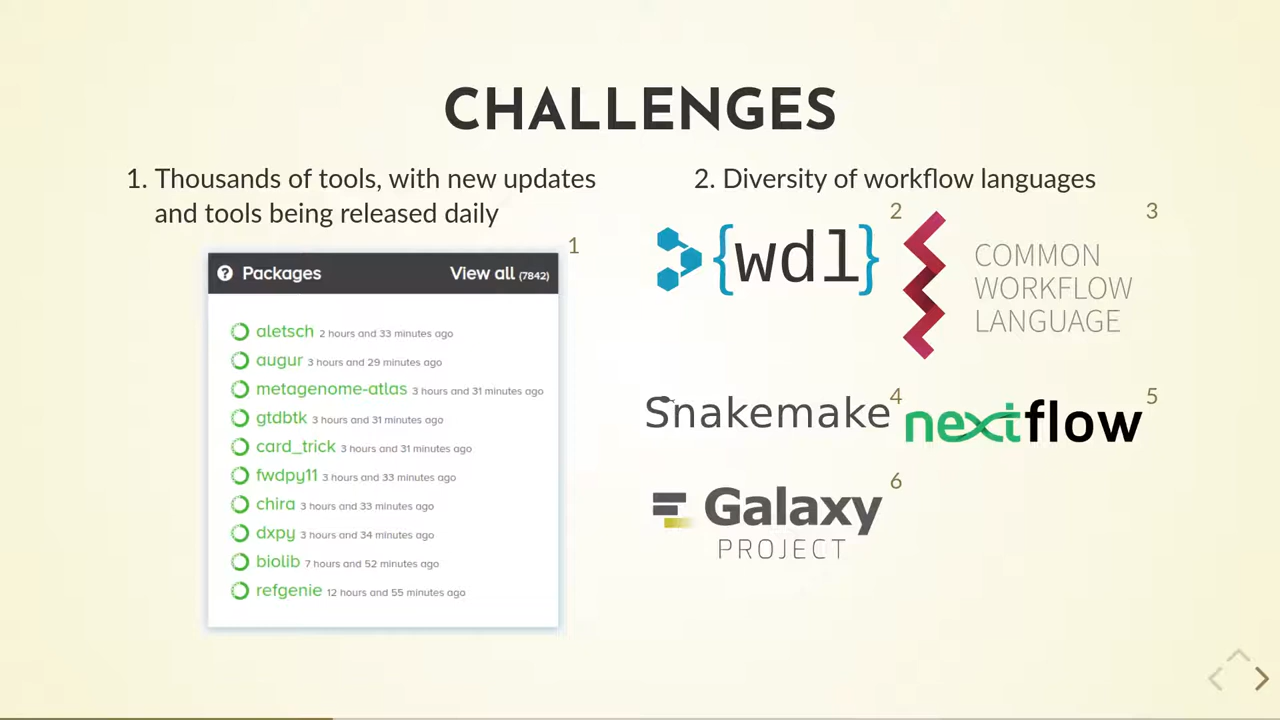 CHALLENGES
1. Thousands of tools, with new updates
and tools being released daily
1
? Packages View all (7842)
aletsch 2 hours and 33 minutes ago
augur 3 hours and 29 minutes ago
metagenome-atlas 3 hours and 31 minutes ago
gtdbtk 3 hours and 31 minutes ago
card_trick 3 hours and 31 minutes ago
fwdpy11 3 hours and 33 minutes ago
chira 3 hours and 33 minutes ago
dxpy 3 hours and 34 minutes ago
biolib 7 hours and 52 minutes ago
refgenie 12 hours and 55 minutes ago
2. Diversity of workflow languages
{wdl} 2
COMMON
WORKFLOW
LANGUAGE
3
Snakemake 4
nextflow 5
Galaxy 6
PROJECT